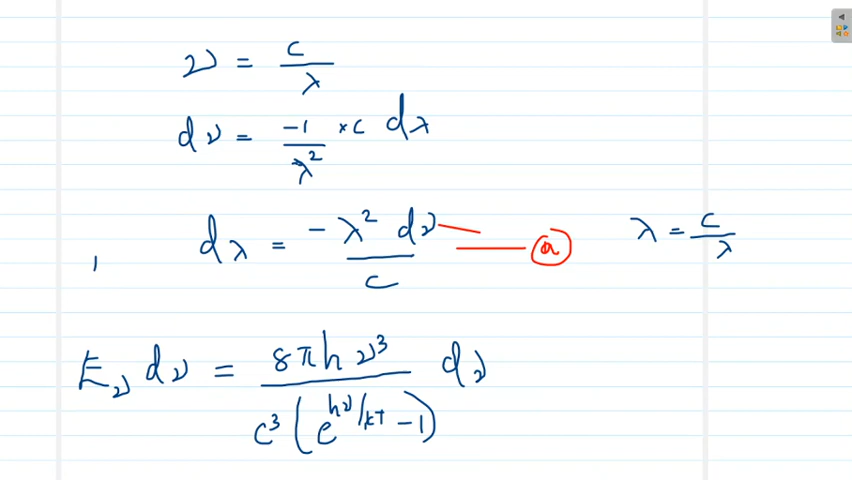 ν = c/λ
dν = -1/λ² × c dλ
dλ = -λ² dν/c —— ⓐ λ = c/λ
E_ν dν = 8πhν³/c³(e^{hν/kT} - 1) dν